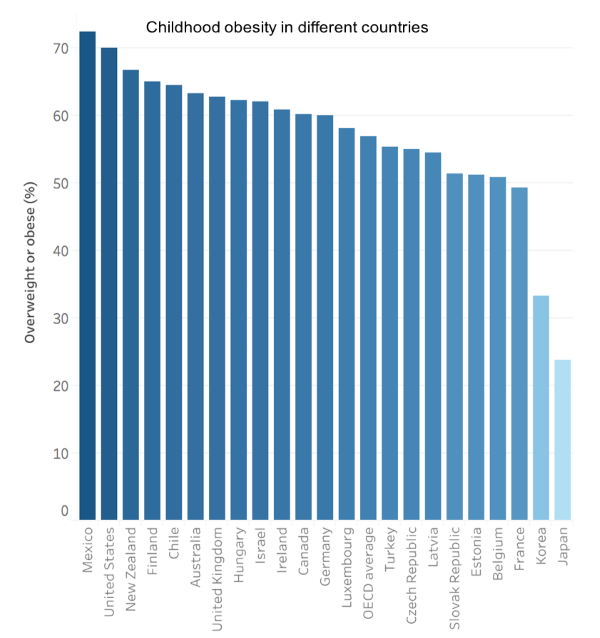 Childhood obesity in different countries
Overweight or obese (%)
70
60
50
40
30
20
10
0
Mexico
United States
New Zealand
Finland
Chile
Australia
United Kingdom
Hungary
Israel
Ireland
Canada
Germany
Luxembourg
OECD average
Turkey
Czech Republic
Latvia
Slovak Republic
Estonia
Belgium
France
Korea
Japan